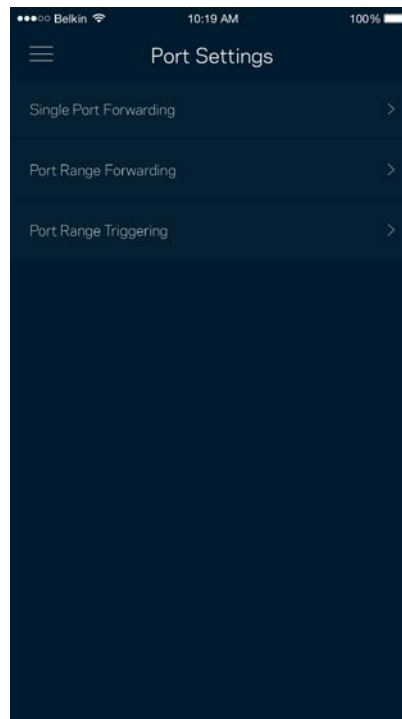 Belkin 10:19 AM 100%
Port Settings
Single Port Forwarding
Port Range Forwarding
Port Range Triggering